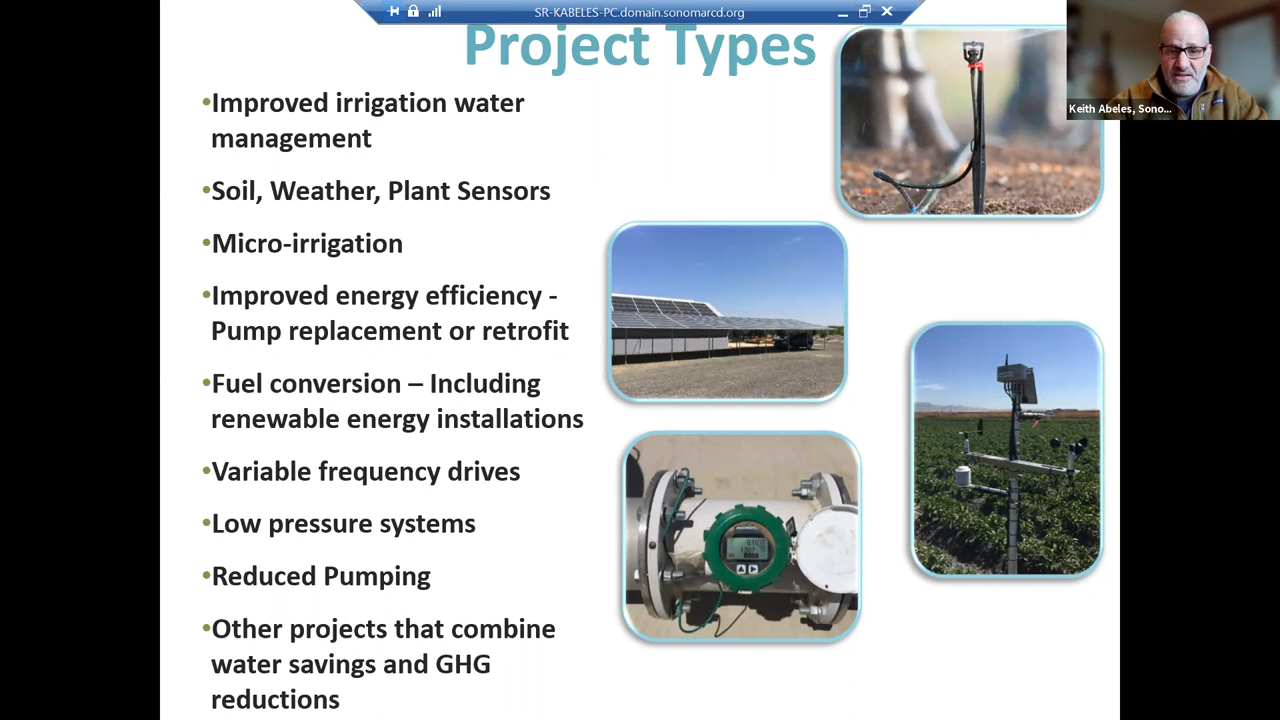 SR-KABELES-PC.domain.sonomarcd.org
Project Types
Keith Abeles, Sono...
•Improved irrigation water
management
•Soil, Weather, Plant Sensors
•Micro-irrigation
•Improved energy efficiency -
Pump replacement or retrofit
•Fuel conversion – Including
renewable energy installations
•Variable frequency drives
•Low pressure systems
•Reduced Pumping
•Other projects that combine
water savings and GHG
reductions